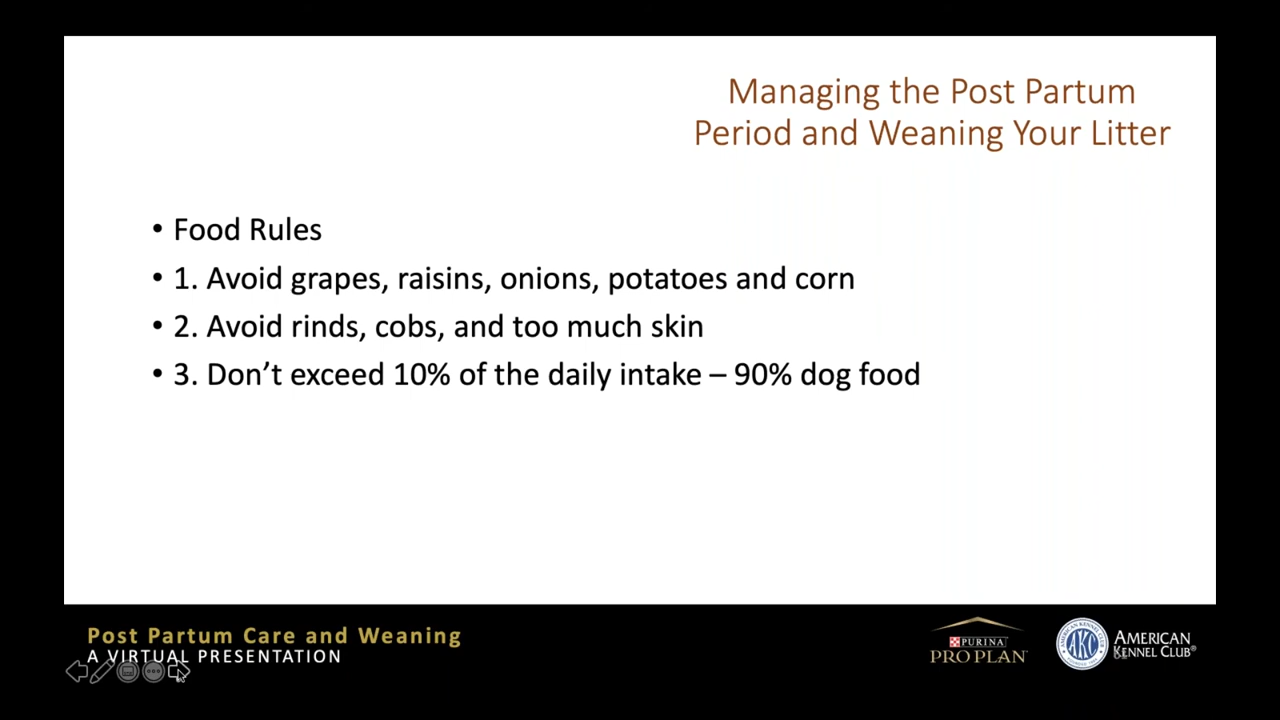 Managing the Post Partum
Period and Weaning Your Litter
• Food Rules
• 1. Avoid grapes, raisins, onions, potatoes and corn
• 2. Avoid rinds, cobs, and too much skin
• 3. Don’t exceed 10% of the daily intake – 90% dog food
Post Partum Care and Weaning
A VIRTUAL PRESENTATION
PURINA
PRO PLAN
AKC
AMERICAN
KENNEL CLUB®